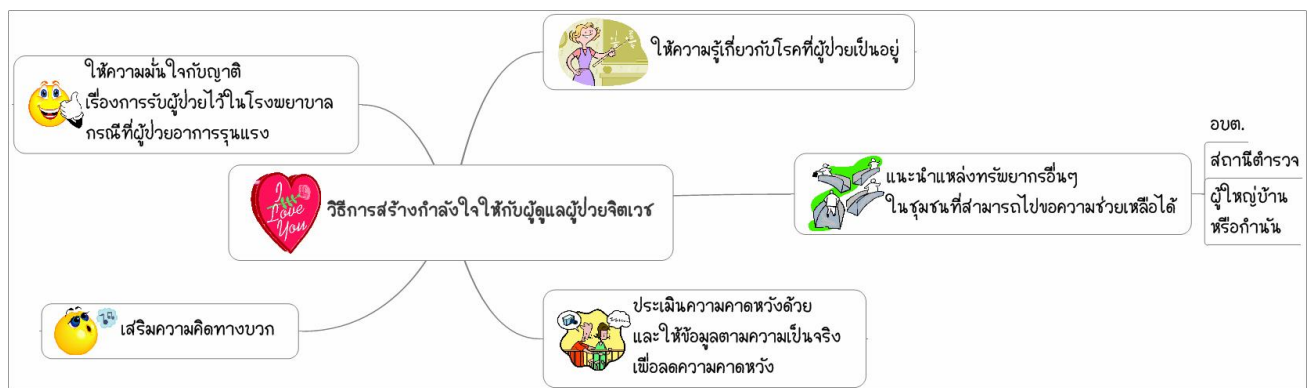 วิธีการสร้างกำลังใจให้กับผู้ดูแลผู้ป่วยจิตเวช
I
Love
You
ให้ความรู้เกี่ยวกับโรคที่ผู้ป่วยเป็นอยู่
แนะนำแหล่งทรัพยากรอื่นๆ
ในชุมชนที่สามารถไปขอความช่วยเหลือได้
อบต.
สถานีตำรวจ
ผู้ใหญ่บ้าน
หรือกำนัน
ประเมินความคาดหวังด้วย
และให้ข้อมูลตามความเป็นจริง
เพื่อลดความคาดหวัง
เสริมความคิดทางบวก
ให้ความมั่นใจกับญาติ
เรื่องการรับผู้ป่วยไว้ในโรงพยาบาล
กรณีที่ผู้ป่วยอาการรุนแรง